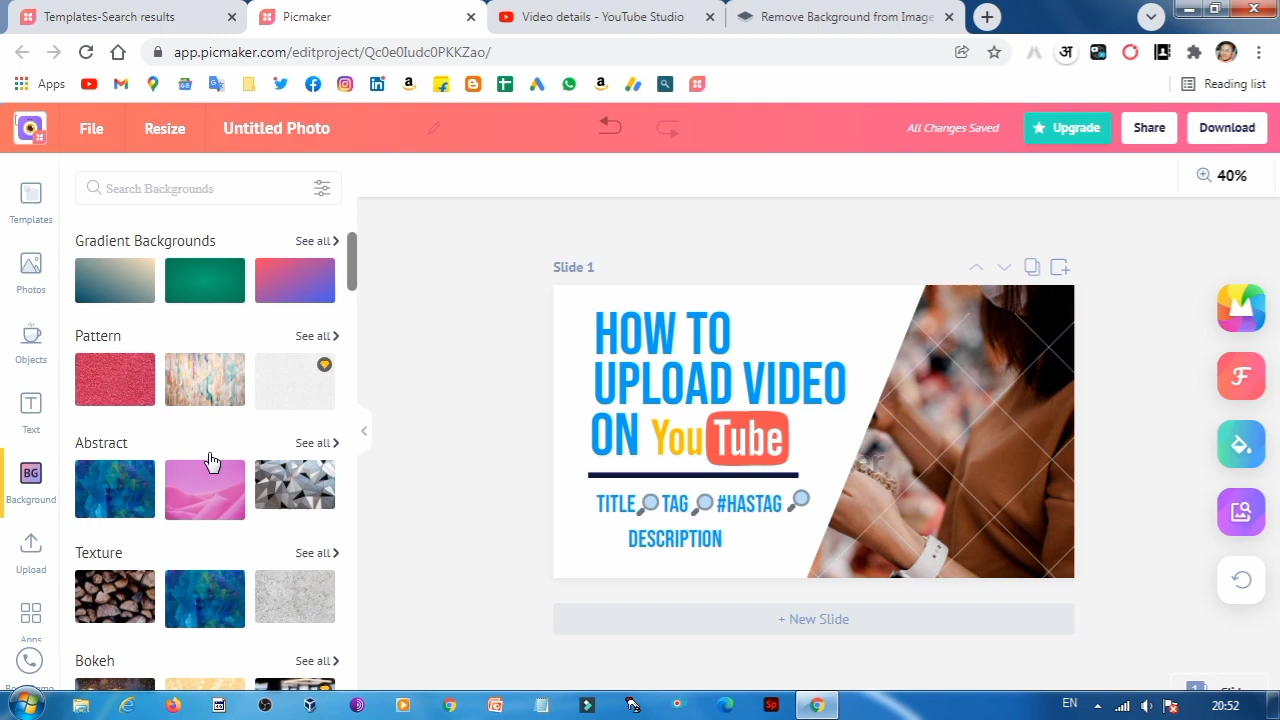 Templates-Search results
Picmaker
Video details - YouTube Studio
Remove Background from Image
app.picmaker.com/editproject/Qc0e0Iudc0PKKZao/
अ
Apps
Reading list
File
Resize
Untitled Photo
All Changes Saved
Upgrade
Share
Download
Templates
Photos
Objects
Text
BG
Background
Upload
Apps
Search Backgrounds
Gradient Backgrounds
See all
Pattern
See all
Abstract
See all
Texture
See all
Bokeh
See all
40%
Slide 1
HOW TO
UPLOAD VIDEO
ON YouTube
TITLE TAG #HASTAG
DESCRIPTION
+ New Slide
EN
20:52